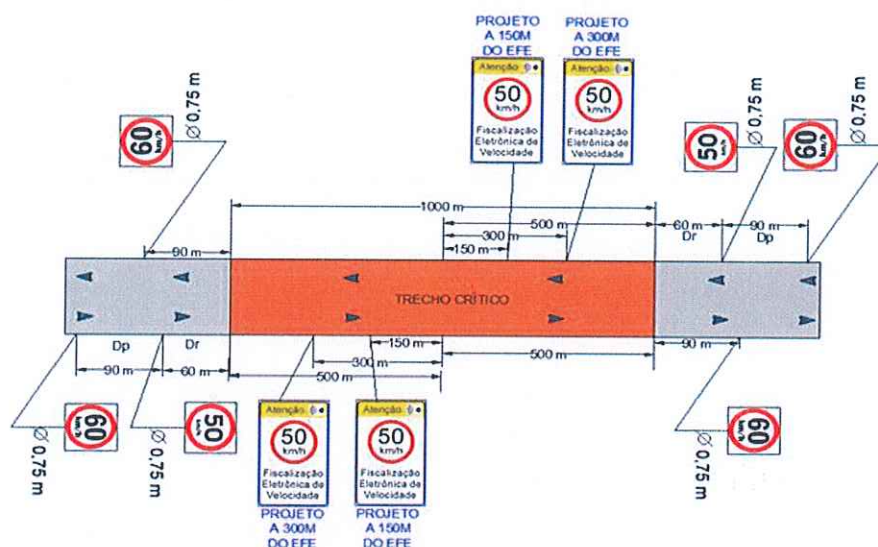 PROJETO
A 150M
DO EFE
PROJETO
A 300M
DO EFE
Atenção
50
km/h
Fiscalização
Eletrônica de
Velocidade
Atenção
50
km/h
Fiscalização
Eletrônica de
Velocidade
60
km/h
Ø 0,75 m
50
km/h
Ø 0,75 m
60
km/h
Ø 0,75 m
1000 m
500 m
300 m
150 m
60 m
Dr
90 m
Dp
90 m
TRECHO CRÍTICO
Dp
90 m
Dr
60 m
150 m
300 m
500 m
500 m
90 m
60
km/h
Ø 0,75 m
50
km/h
Ø 0,75 m
Atenção
50
km/h
Fiscalização
Eletrônica de
Velocidade
PROJETO
A 300M
DO EFE
Atenção
50
km/h
Fiscalização
Eletrônica de
Velocidade
PROJETO
A 150M
DO EFE
60
km/h
Ø 0,75 m